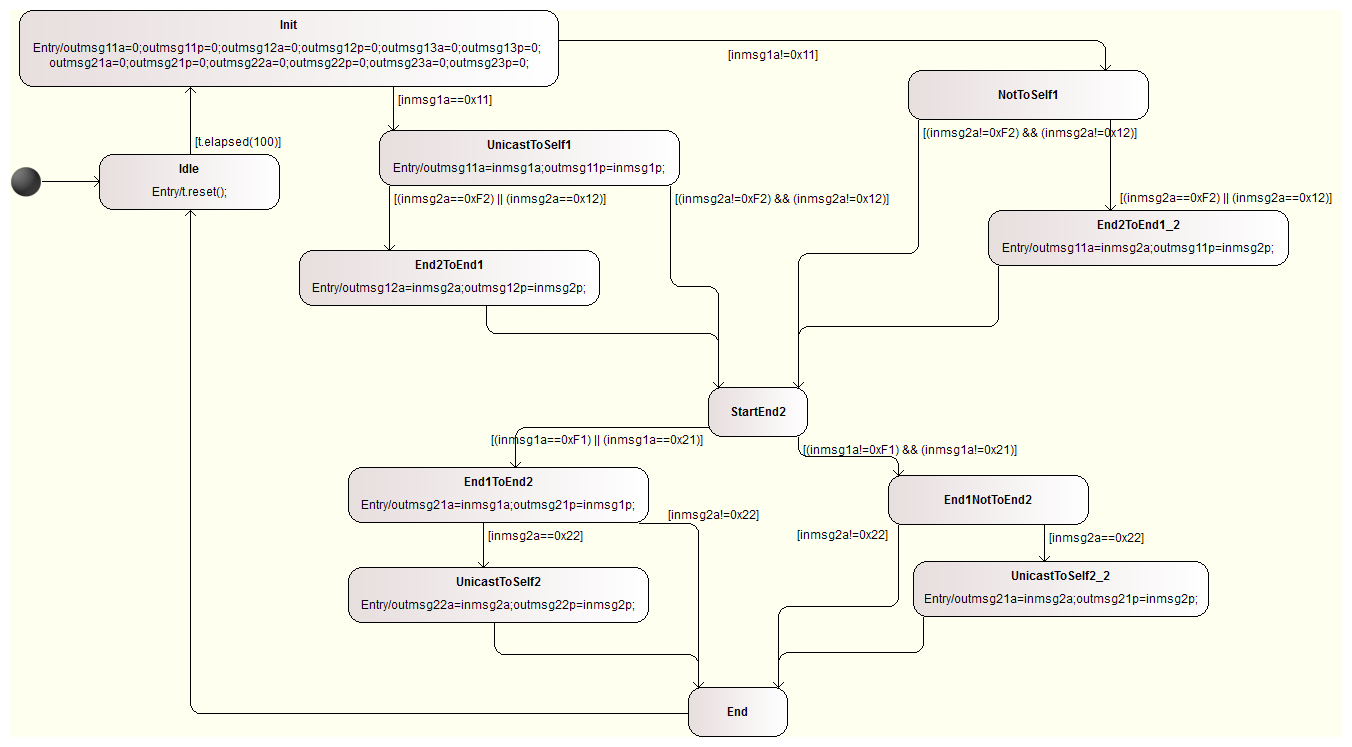 Init
Entry/outmsg11a=0;outmsg11p=0;outmsg12a=0;outmsg12p=0;outmsg13a=0;outmsg13p=0;
outmsg21a=0;outmsg21p=0;outmsg22a=0;outmsg22p=0;outmsg23a=0;outmsg23p=0;
[inmsg1a!=0x11]
NotToSelf1
[inmsg1a==0x11]
[(inmsg2a!=0xF2) && (inmsg2a!=0x12)]
[t.elapsed(100)]
UnicastToSelf1
Entry/outmsg11a=inmsg1a;outmsg11p=inmsg1p;
Idle
Entry/t.reset();
[(inmsg2a==0xF2) || (inmsg2a==0x12)]
[(inmsg2a!=0xF2) && (inmsg2a!=0x12)]
[(inmsg2a==0xF2) || (inmsg2a==0x12)]
End2ToEnd1_2
Entry/outmsg11a=inmsg2a;outmsg11p=inmsg2p;
End2ToEnd1
Entry/outmsg12a=inmsg2a;outmsg12p=inmsg2p;
StartEnd2
[(inmsg1a==0xF1) || (inmsg1a==0x21)]
[(inmsg1a!=0xF1) && (inmsg1a!=0x21)]
End1ToEnd2
Entry/outmsg21a=inmsg1a;outmsg21p=inmsg1p;
End1NotToEnd2
[inmsg2a!=0x22]
[inmsg2a==0x22]
[inmsg2a!=0x22]
[inmsg2a==0x22]
UnicastToSelf2
Entry/outmsg22a=inmsg2a;outmsg22p=inmsg2p;
UnicastToSelf2_2
Entry/outmsg21a=inmsg2a;outmsg21p=inmsg2p;
End